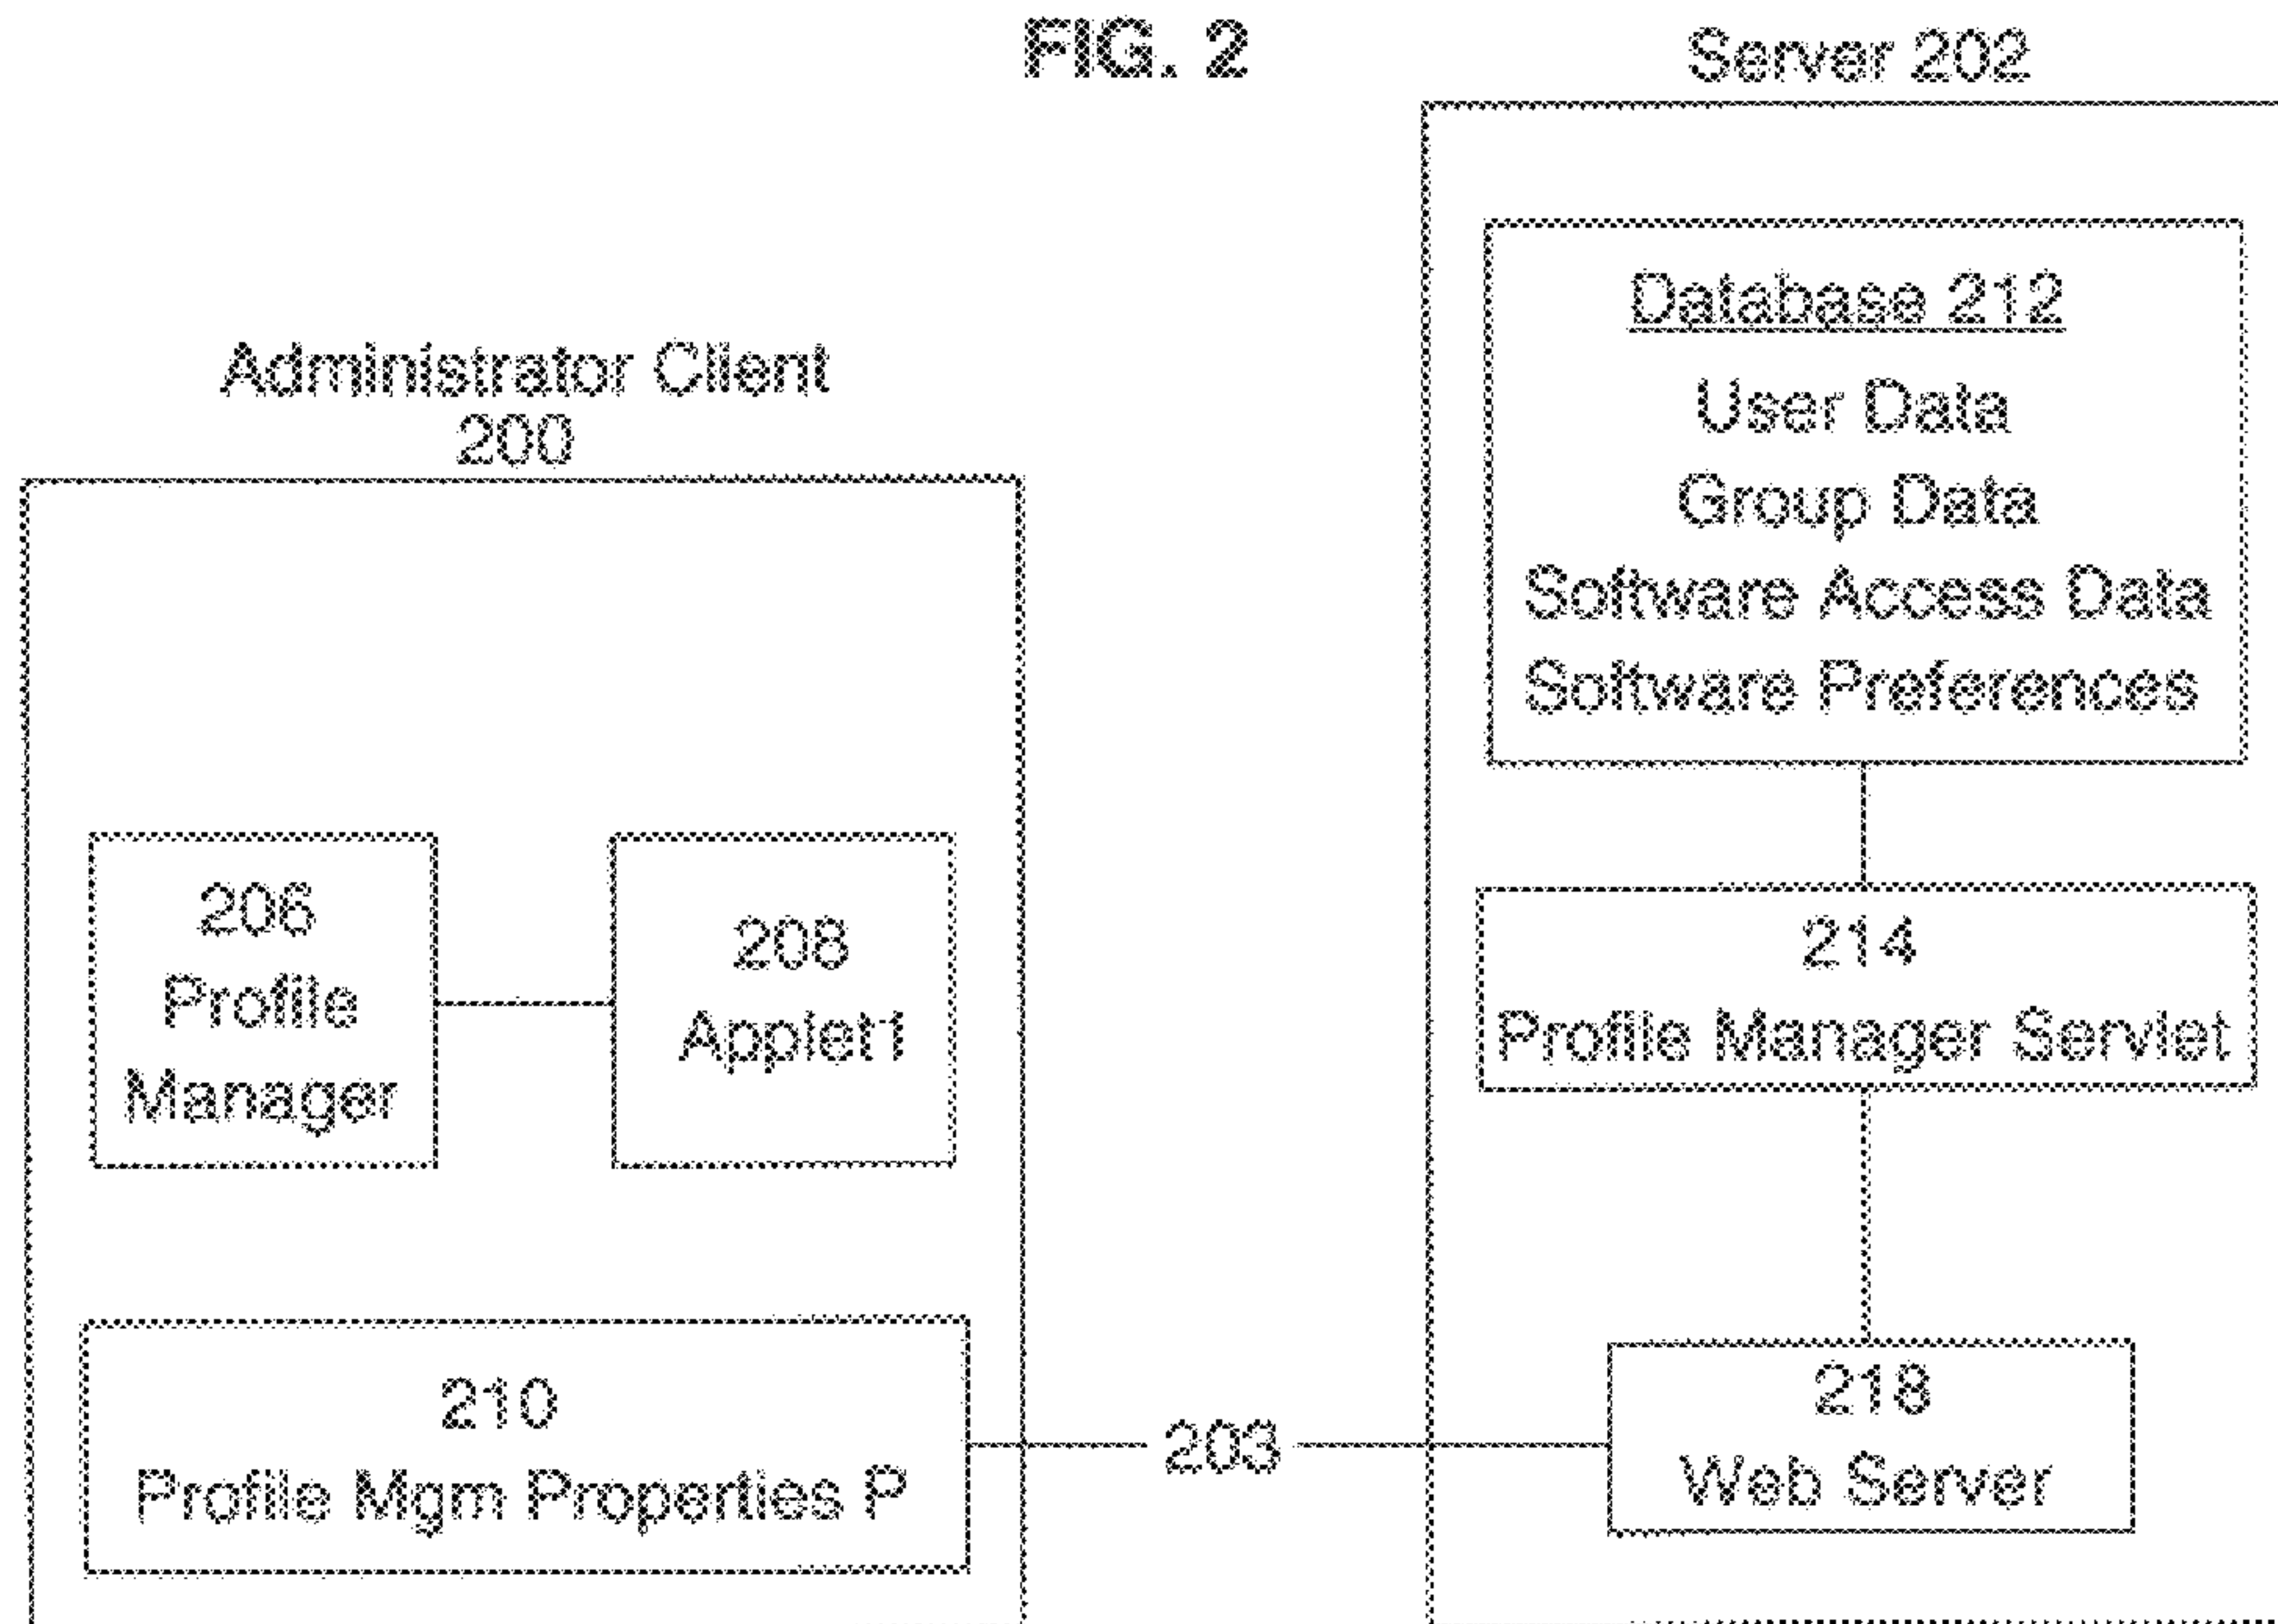 FIG. 2
Server 202
Database 212
User Data
Group Data
Software Access Data
Software Preferences
Administrator Client
200
206
Profile
Manager
208
Applet1
214
Profile Manager Servlet
210
Profile Mgm Properties P
203
218
Web Server